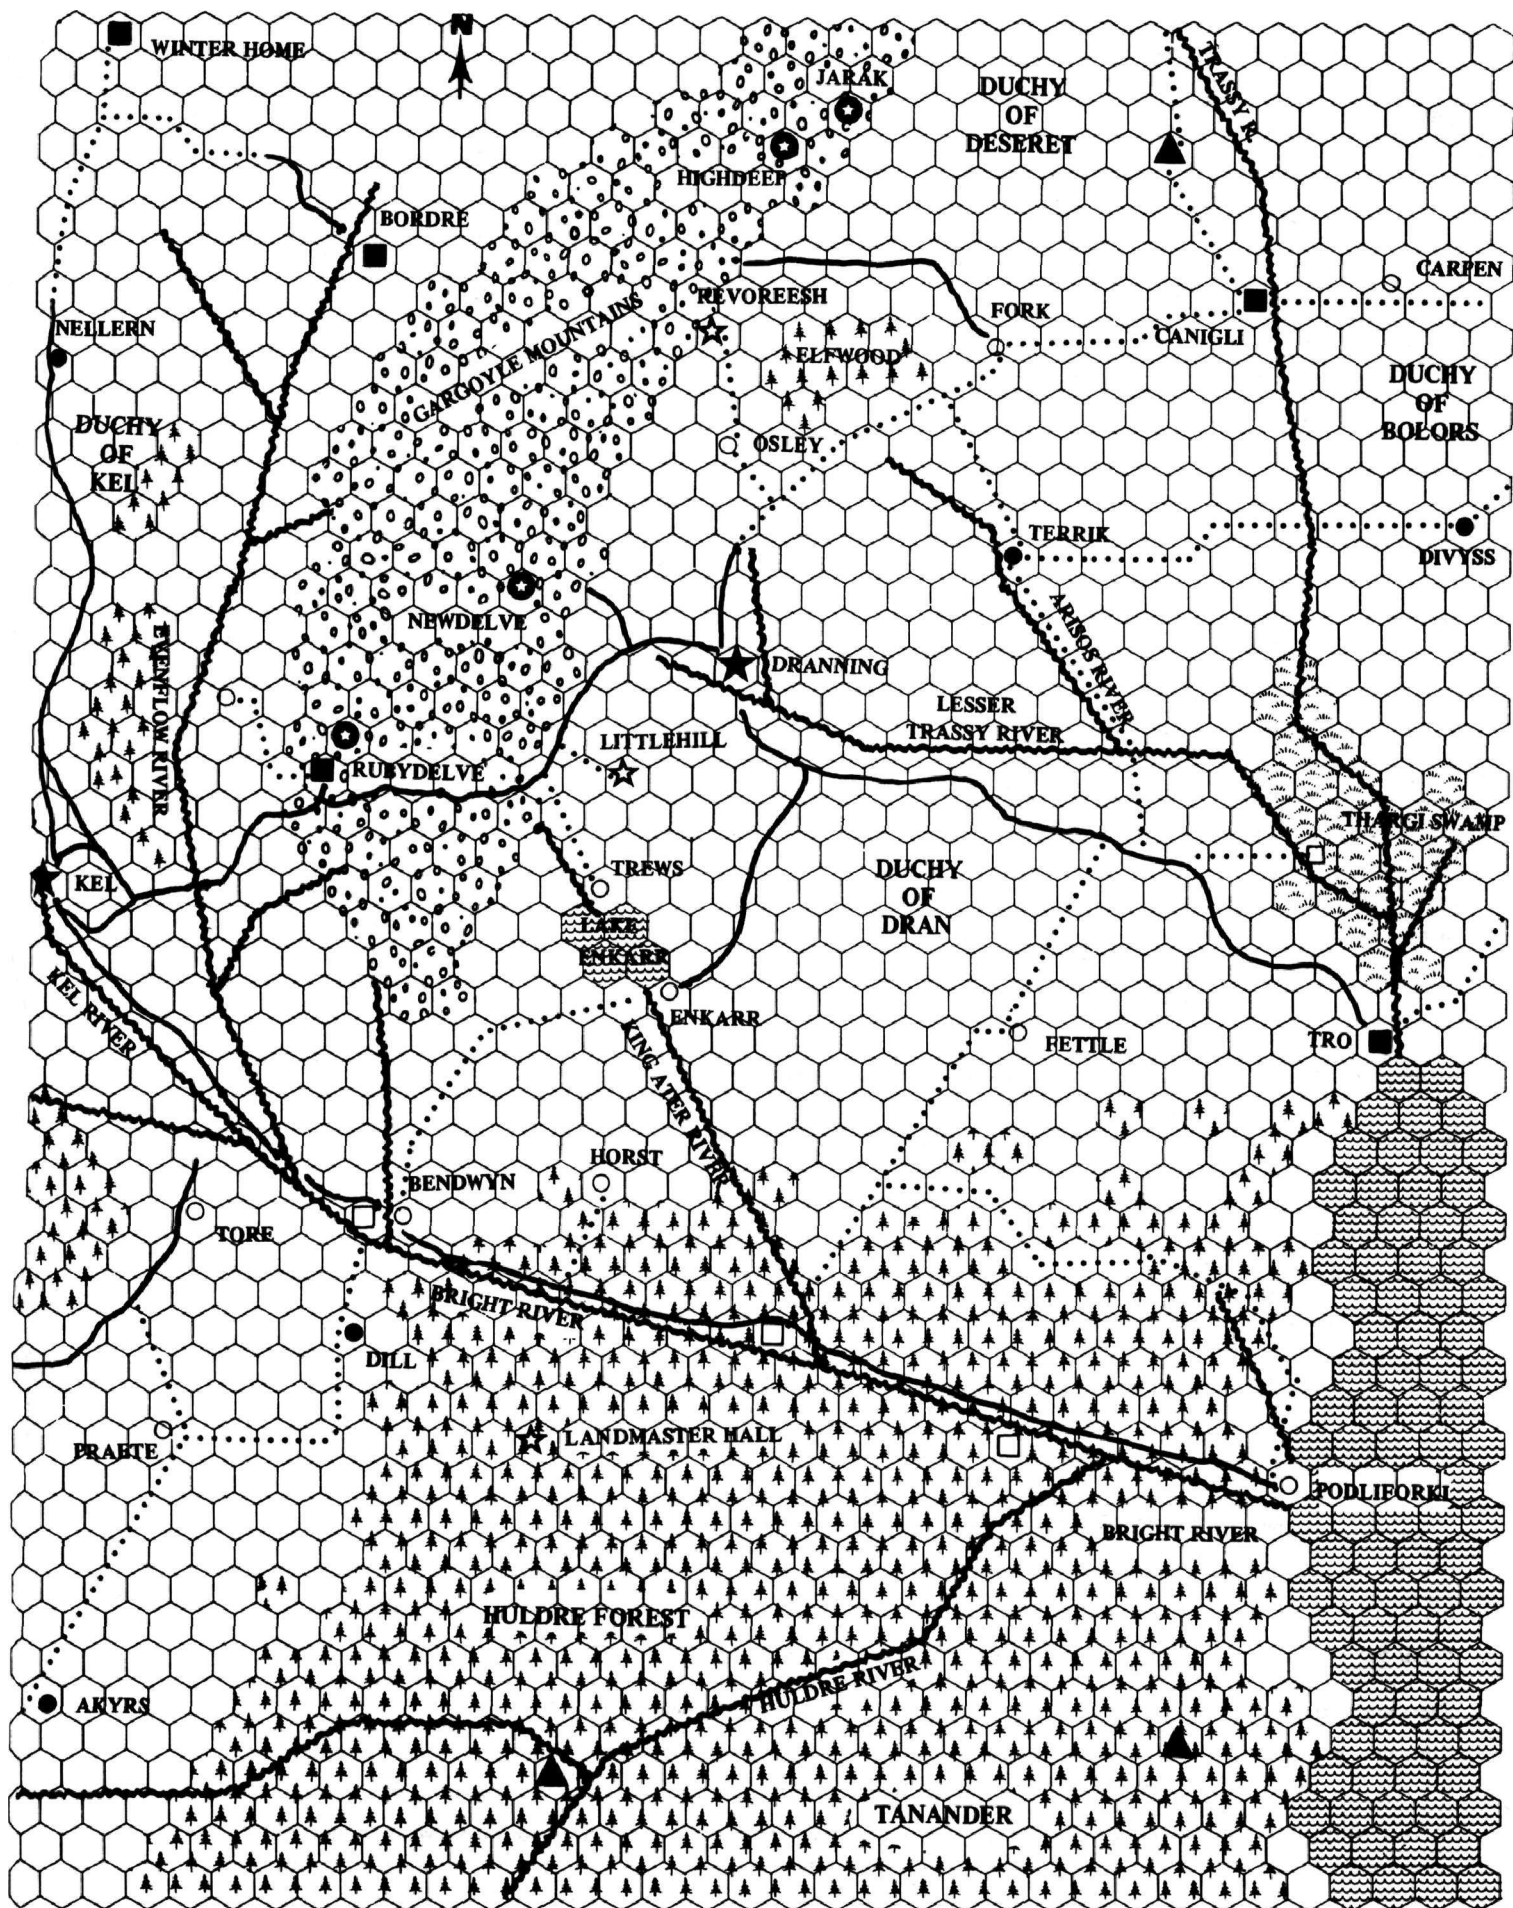 N
WINTER HOME
TRASSY R.
JARAK
DUCHY
OF
DESERET
HIGHDEEP
BORDRE
CARPEN
REVOREESH
FORK
NELLERN
GARGOYLE MOUNTAINS
ELFWOOD
CANIGLI
DUCHY
OF
BOLORS
DUCHY
OF
KEL
OSLEY
TERRIK
DIVYSS
NEWDELVE
ARISOS RIVER
EVENFLOW RIVER
DRANNING
LESSER
TRASSY RIVER
LITTLEHILL
RUBYDELVE
THARGI SWAMP
KEL
TREWS
DUCHY
OF
DRAN
LAKE
ENKARR
KEL RIVER
ENKARR
KING ATER RIVER
FETTLE
TRO
HORST
BENDWYN
TORE
BRIGHT RIVER
DILL
LANDMASTER HALL
PRAETE
PODLIFORKI
BRIGHT RIVER
HULDRE FOREST
HULDRE RIVER
AKYRS
TANANDER